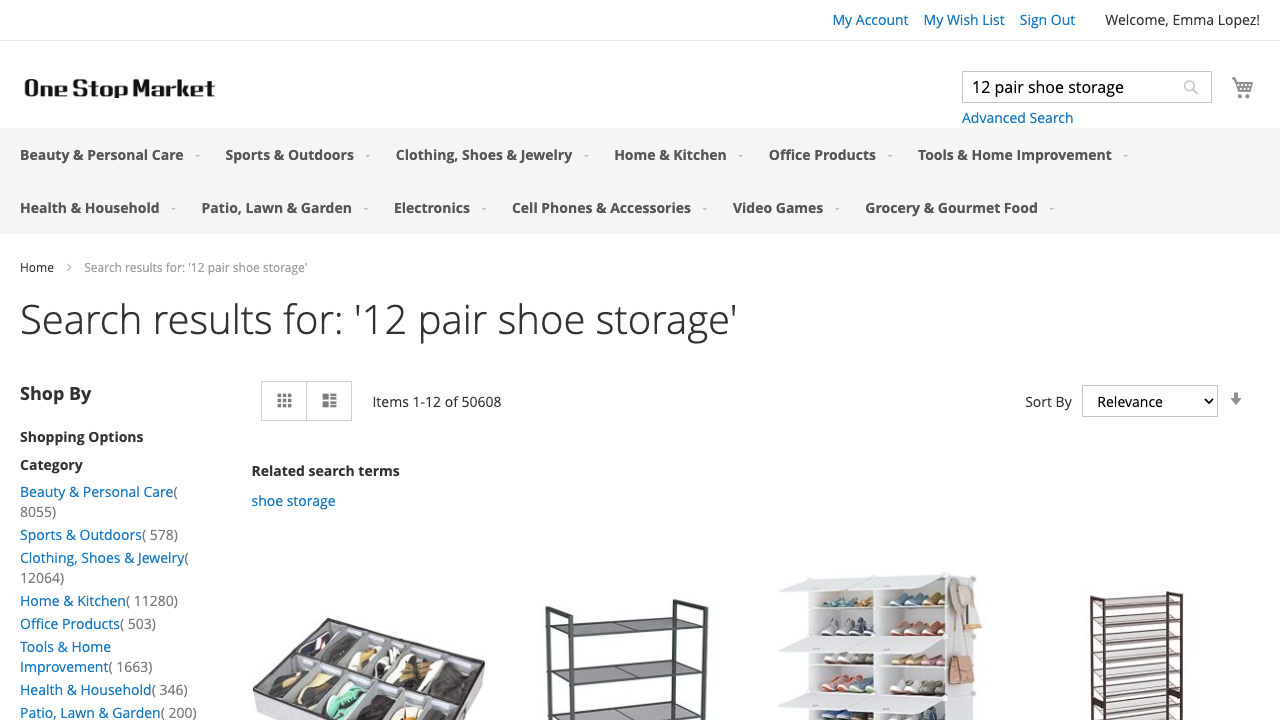 My Account My Wish List Sign Out Welcome, Emma Lopez!
One Stop Market
12 pair shoe storage
Advanced Search
Beauty & Personal Care Sports & Outdoors Clothing, Shoes & Jewelry Home & Kitchen Office Products Tools & Home Improvement
Health & Household Patio, Lawn & Garden Electronics Cell Phones & Accessories Video Games Grocery & Gourmet Food
Home Search results for: '12 pair shoe storage'
Search results for: '12 pair shoe storage'
Shop By
Items 1-12 of 50608
Sort By Relevance
Shopping Options
Category
Beauty & Personal Care( 8055)
Sports & Outdoors( 578)
Clothing, Shoes & Jewelry( 12064)
Home & Kitchen( 11280)
Office Products( 503)
Tools & Home Improvement( 1663)
Health & Household( 346)
Patio, Lawn & Garden( 200)
Related search terms
shoe storage